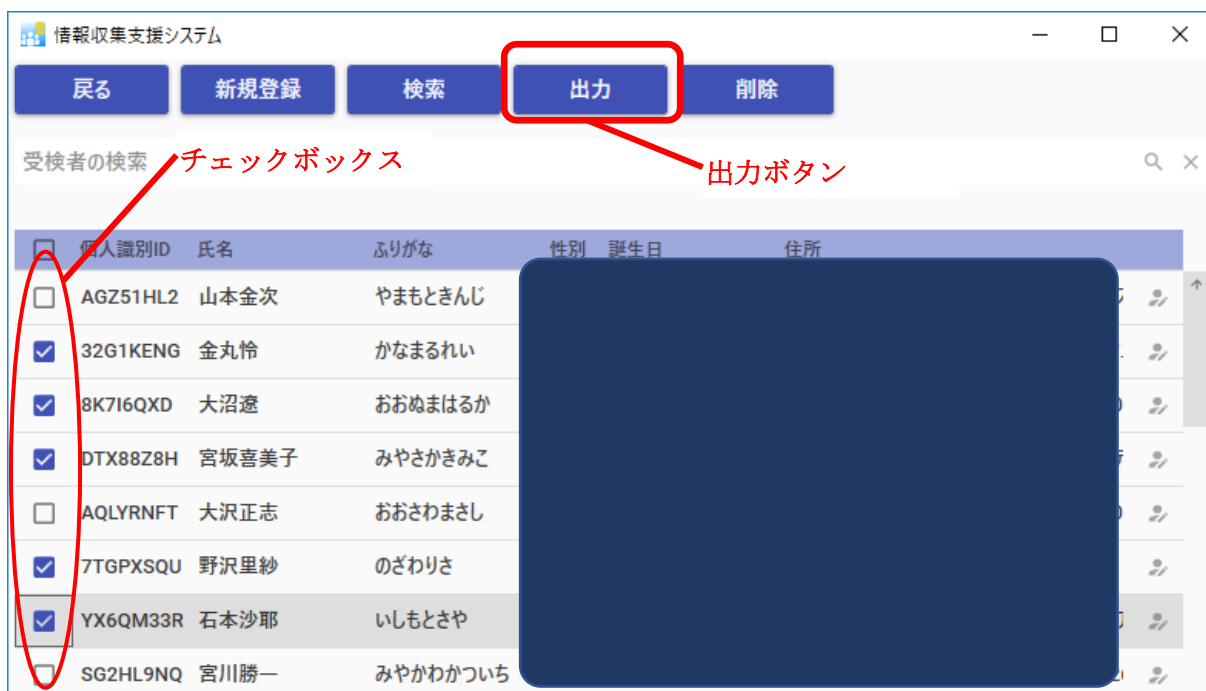 情報収集支援システム
戻る 新規登録 検索 出力 削除
受検者の検索 チェックボックス 出力ボタン
個人識別ID 氏名 ふりがな 性別 誕生日 住所
AGZ51HL2 山本金次 やまもときんじ
32G1KENG 金丸怜 かなまるれい
8K7I6QXD 大沼遼 おおぬまはるか
DTX88Z8H 宮坂喜美子 みやさかきみこ
AQLYRNFT 大沢正志 おおさわまさし
7TGPXSQU 野沢里紗 のざわりさ
YX6QM33R 石本沙耶 いしもとさや
SG2HL9NQ 宮川勝一 みやかわかついち